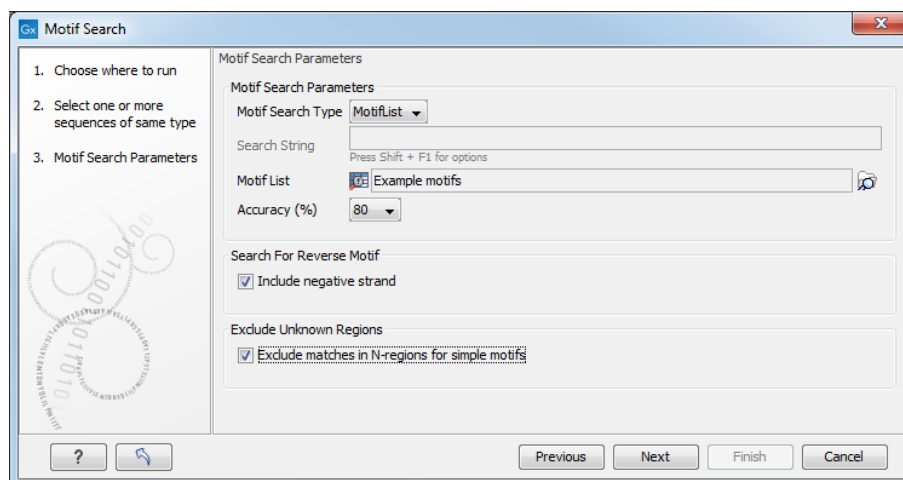 Gx Motif Search
X
1. Choose where to run
2. Select one or more
sequences of same type
3. Motif Search Parameters
Motif Search Parameters
Motif Search Parameters
Motif Search Type MotifList
Search String
Press Shift + F1 for options
Motif List Example motifs
Accuracy (%) 80
Search For Reverse Motif
Include negative strand
Exclude Unknown Regions
Exclude matches in N-regions for simple motifs
? Previous Next Finish Cancel